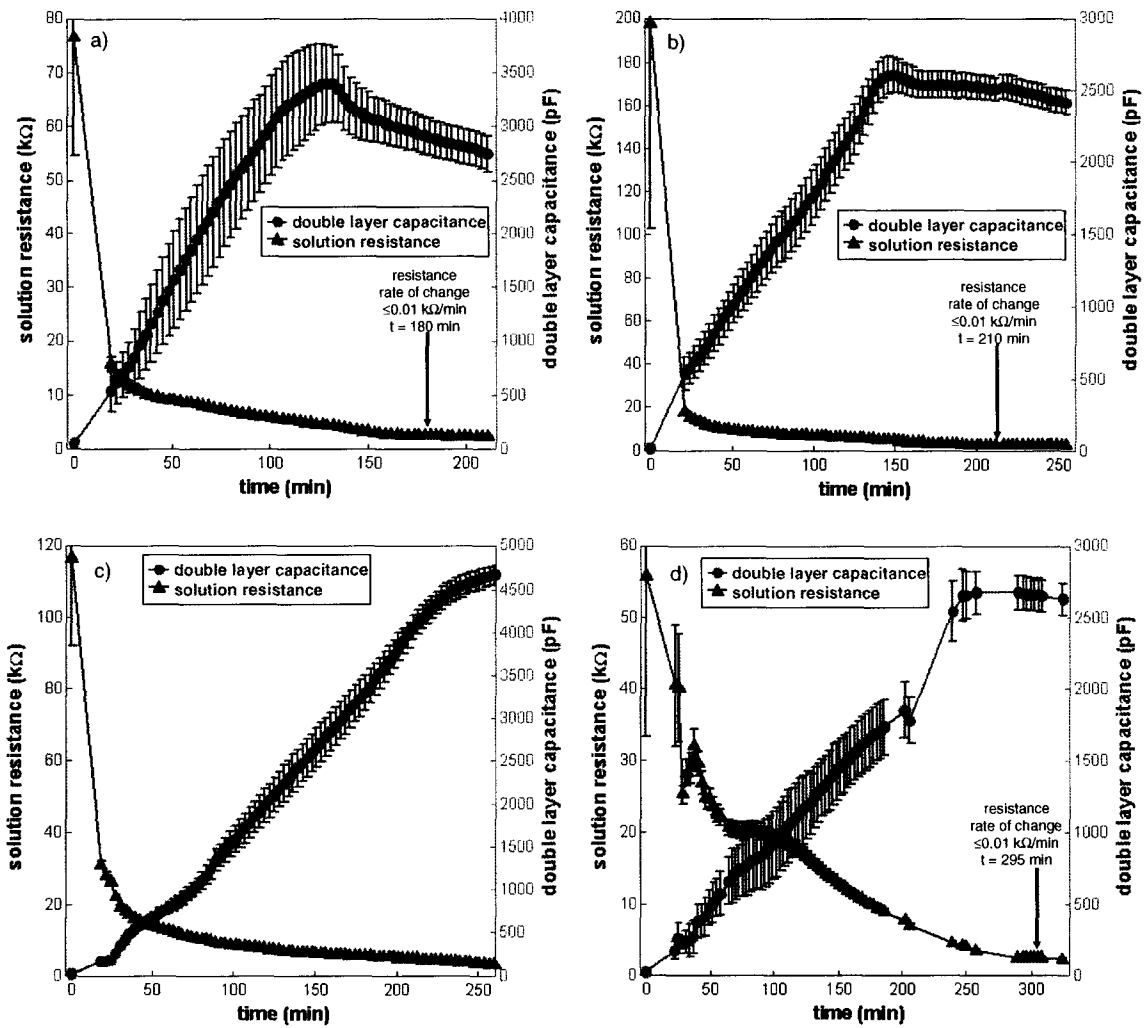 a)
80
70
60
50
40
30
20
10
0
solution resistance (kΩ)
4000
3500
3000
2500
2000
1500
1000
500
0
double layer capacitance (pF)
double layer capacitance
solution resistance
resistance
rate of change
≤0.01 kΩ/min
t = 180 min
0 50 100 150 200
time (min)
b)
200
180
160
140
120
100
80
60
40
20
0
solution resistance (kΩ)
3000
2500
2000
1500
1000
500
0
double layer capacitance (pF)
double layer capacitance
solution resistance
resistance
rate of change
≤0.01 kΩ/min
t = 210 min
0 50 100 150 200 250
time (min)
c)
120
100
80
60
40
20
0
solution resistance (kΩ)
5000
4500
4000
3500
3000
2500
2000
1500
1000
500
0
double layer capacitance (pF)
double layer capacitance
solution resistance
0 50 100 150 200 250
time (min)
d)
60
50
40
30
20
10
0
solution resistance (kΩ)
3000
2500
2000
1500
1000
500
0
double layer capacitance (pF)
double layer capacitance
solution resistance
resistance
rate of change
≤0.01 kΩ/min
t = 295 min
0 50 100 150 200 250 300
time (min)